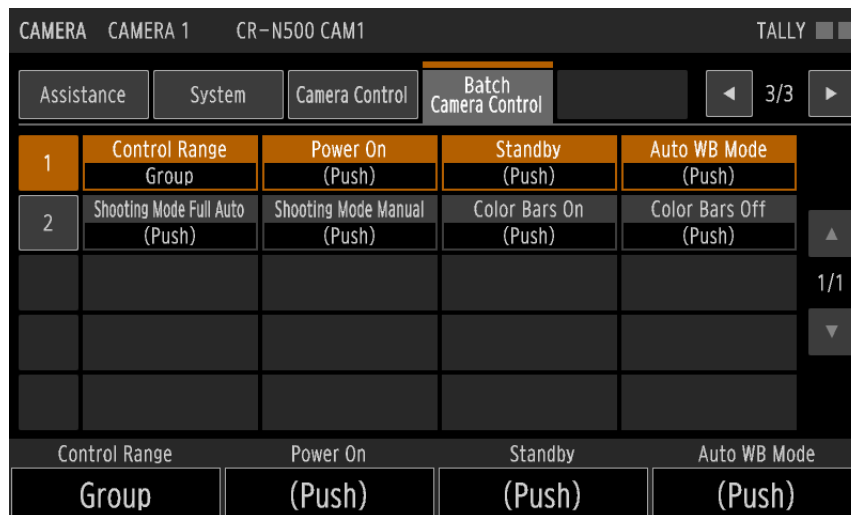 CAMERA CAMERA 1 CR-N500 CAM1 TALLY
Assistance System Camera Control Batch Camera Control 3/3
1 Control Range Power On Standby Auto WB Mode
Group (Push) (Push) (Push)
2 Shooting Mode Full Auto Shooting Mode Manual Color Bars On Color Bars Off
(Push) (Push) (Push) (Push)
1/1
Control Range Power On Standby Auto WB Mode
Group (Push) (Push) (Push)